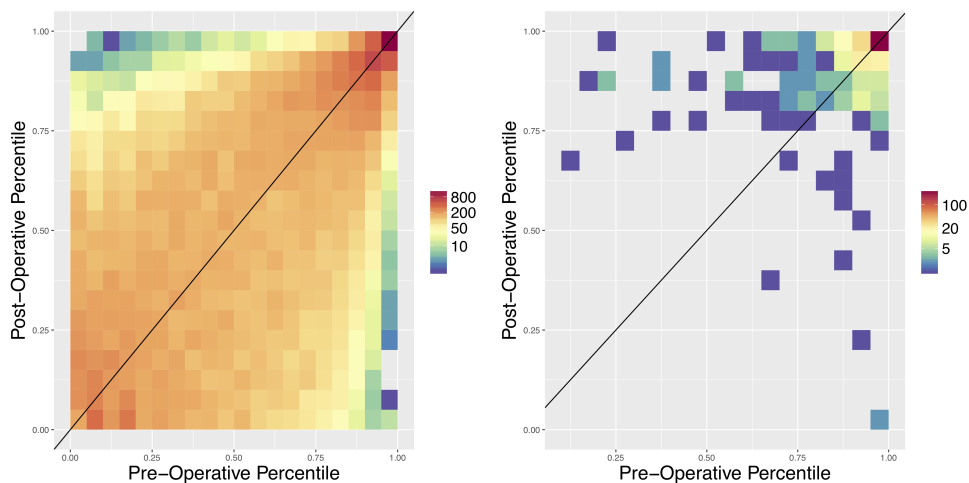 1.00
0.75
0.50
0.25
0.00
Post−Operative Percentile
0.00 0.25 0.50 0.75 1.00
Pre−Operative Percentile
800
200
50
10
1.00
0.75
0.50
0.25
0.00
Post−Operative Percentile
0.25 0.50 0.75 1.00
Pre−Operative Percentile
100
20
5